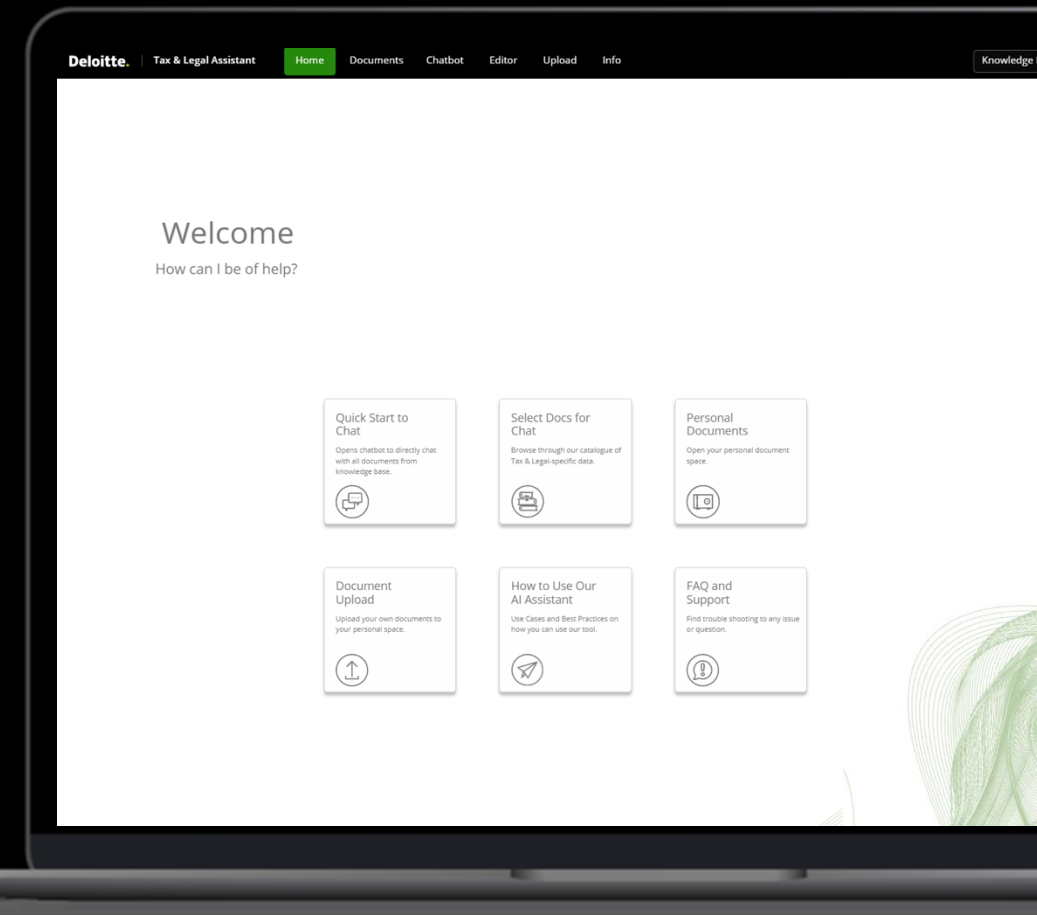 Deloitte. Tax & Legal Assistant Home Documents Chatbot Editor Upload Info Knowledge
Welcome
How can I be of help?
Quick Start to
Chat
Opens chatbot to directly chat
with all documents from
knowledge base.
Select Docs for
Chat
Browse through our catalogue of
Tax & Legal-specific data.
Personal
Documents
Open your personal document
space.
Document
Upload
Upload your own documents to
your personal space.
How to Use Our
AI Assistant
Use Cases and Best Practices on
how you can use our tool.
FAQ and
Support
Find trouble shooting to any issue
or question.